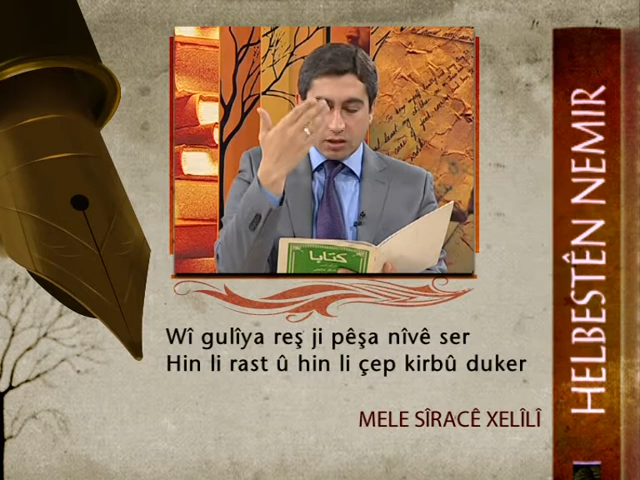 كتابا
Wî gulîya reş ji pêşa nîvê ser
Hin li rast û hin li çep kirbû duker
MELE SÎRACÊ XELÎLÎ
HELBESTÊN NEMIR